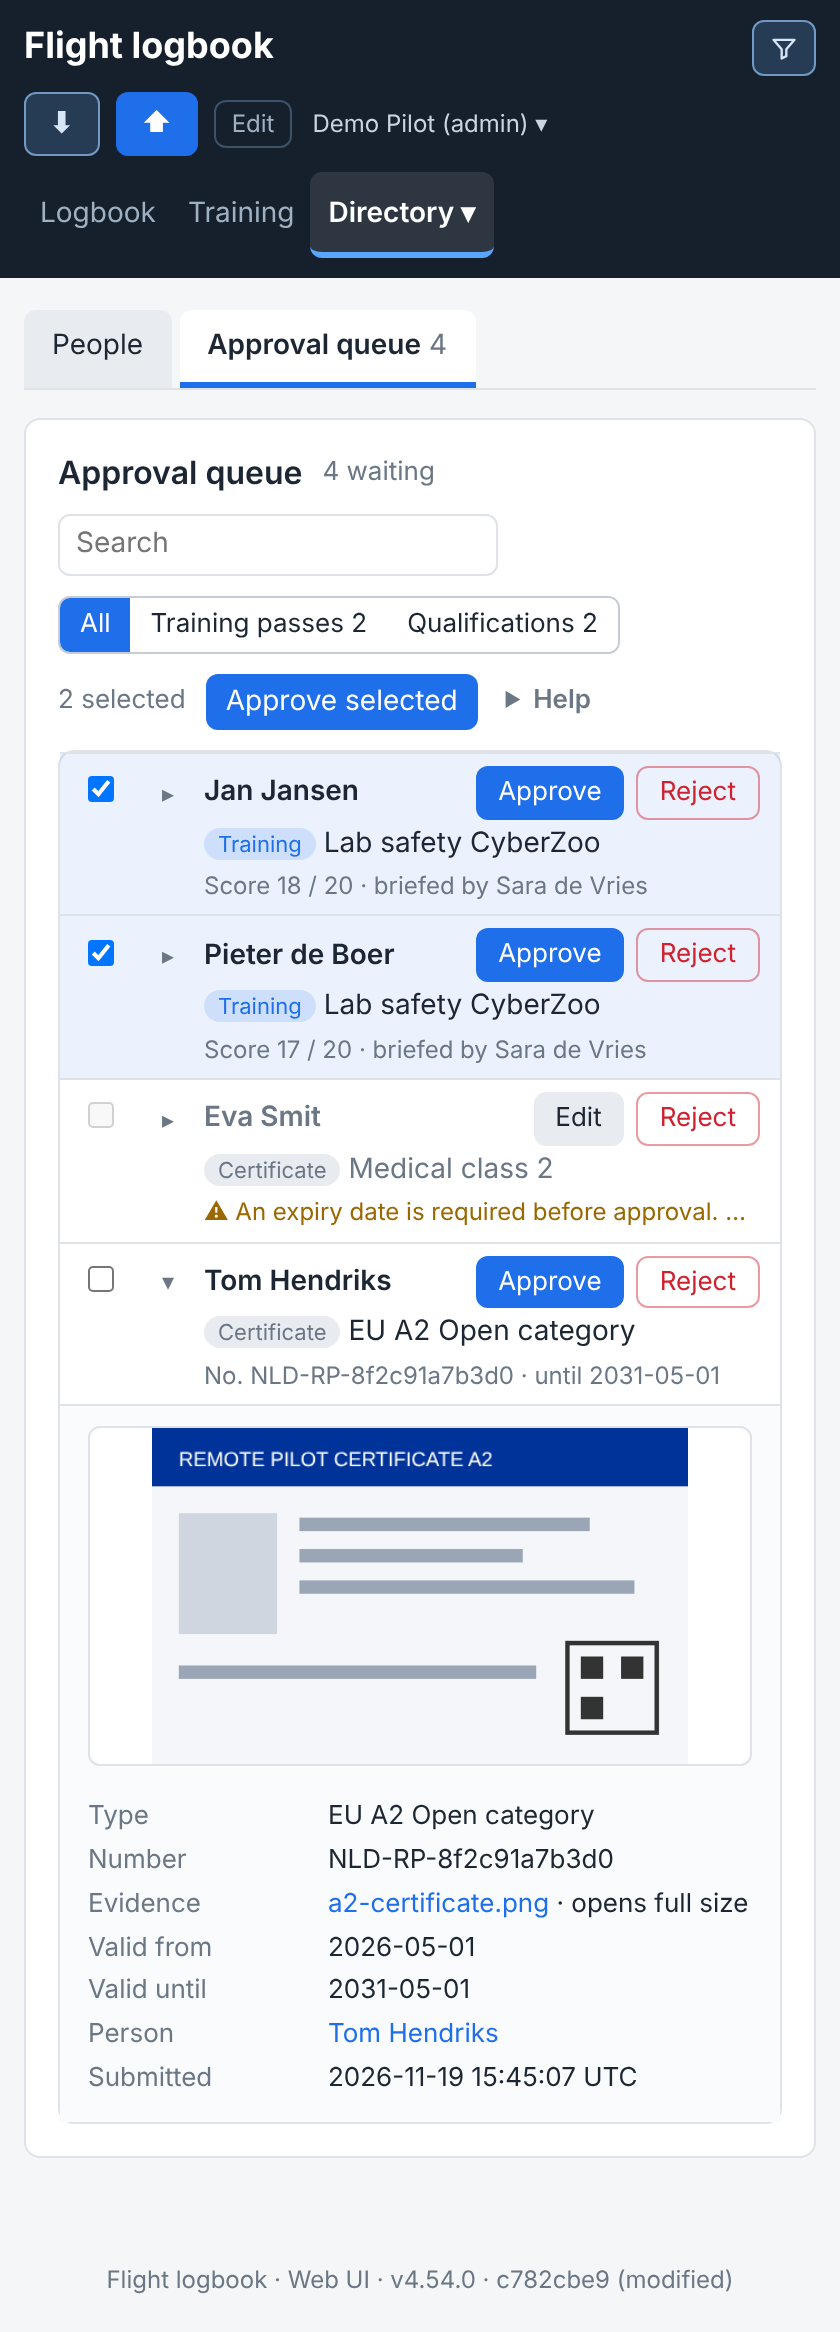 Flight logbook
Edit
Demo Pilot (admin) ▾
Logbook
Training
Directory ▾
People
Approval queue 4
Approval queue 4 waiting
Search
All
Training passes 2
Qualifications 2
2 selected
Approve selected
▶ Help
Jan Jansen
Approve
Reject
Training Lab safety CyberZoo
Score 18 / 20 · briefed by Sara de Vries
Pieter de Boer
Approve
Reject
Training Lab safety CyberZoo
Score 17 / 20 · briefed by Sara de Vries
Eva Smit
Edit
Reject
Certificate Medical class 2
⚠ An expiry date is required before approval. ...
Tom Hendriks
Approve
Reject
Certificate EU A2 Open category
No. NLD-RP-8f2c91a7b3d0 · until 2031-05-01
REMOTE PILOT CERTIFICATE A2
Type EU A2 Open category
Number NLD-RP-8f2c91a7b3d0
Evidence a2-certificate.png · opens full size
Valid from 2026-05-01
Valid until 2031-05-01
Person Tom Hendriks
Submitted 2026-11-19 15:45:07 UTC
Flight logbook · Web UI · v4.54.0 · c782cbe9 (modified)